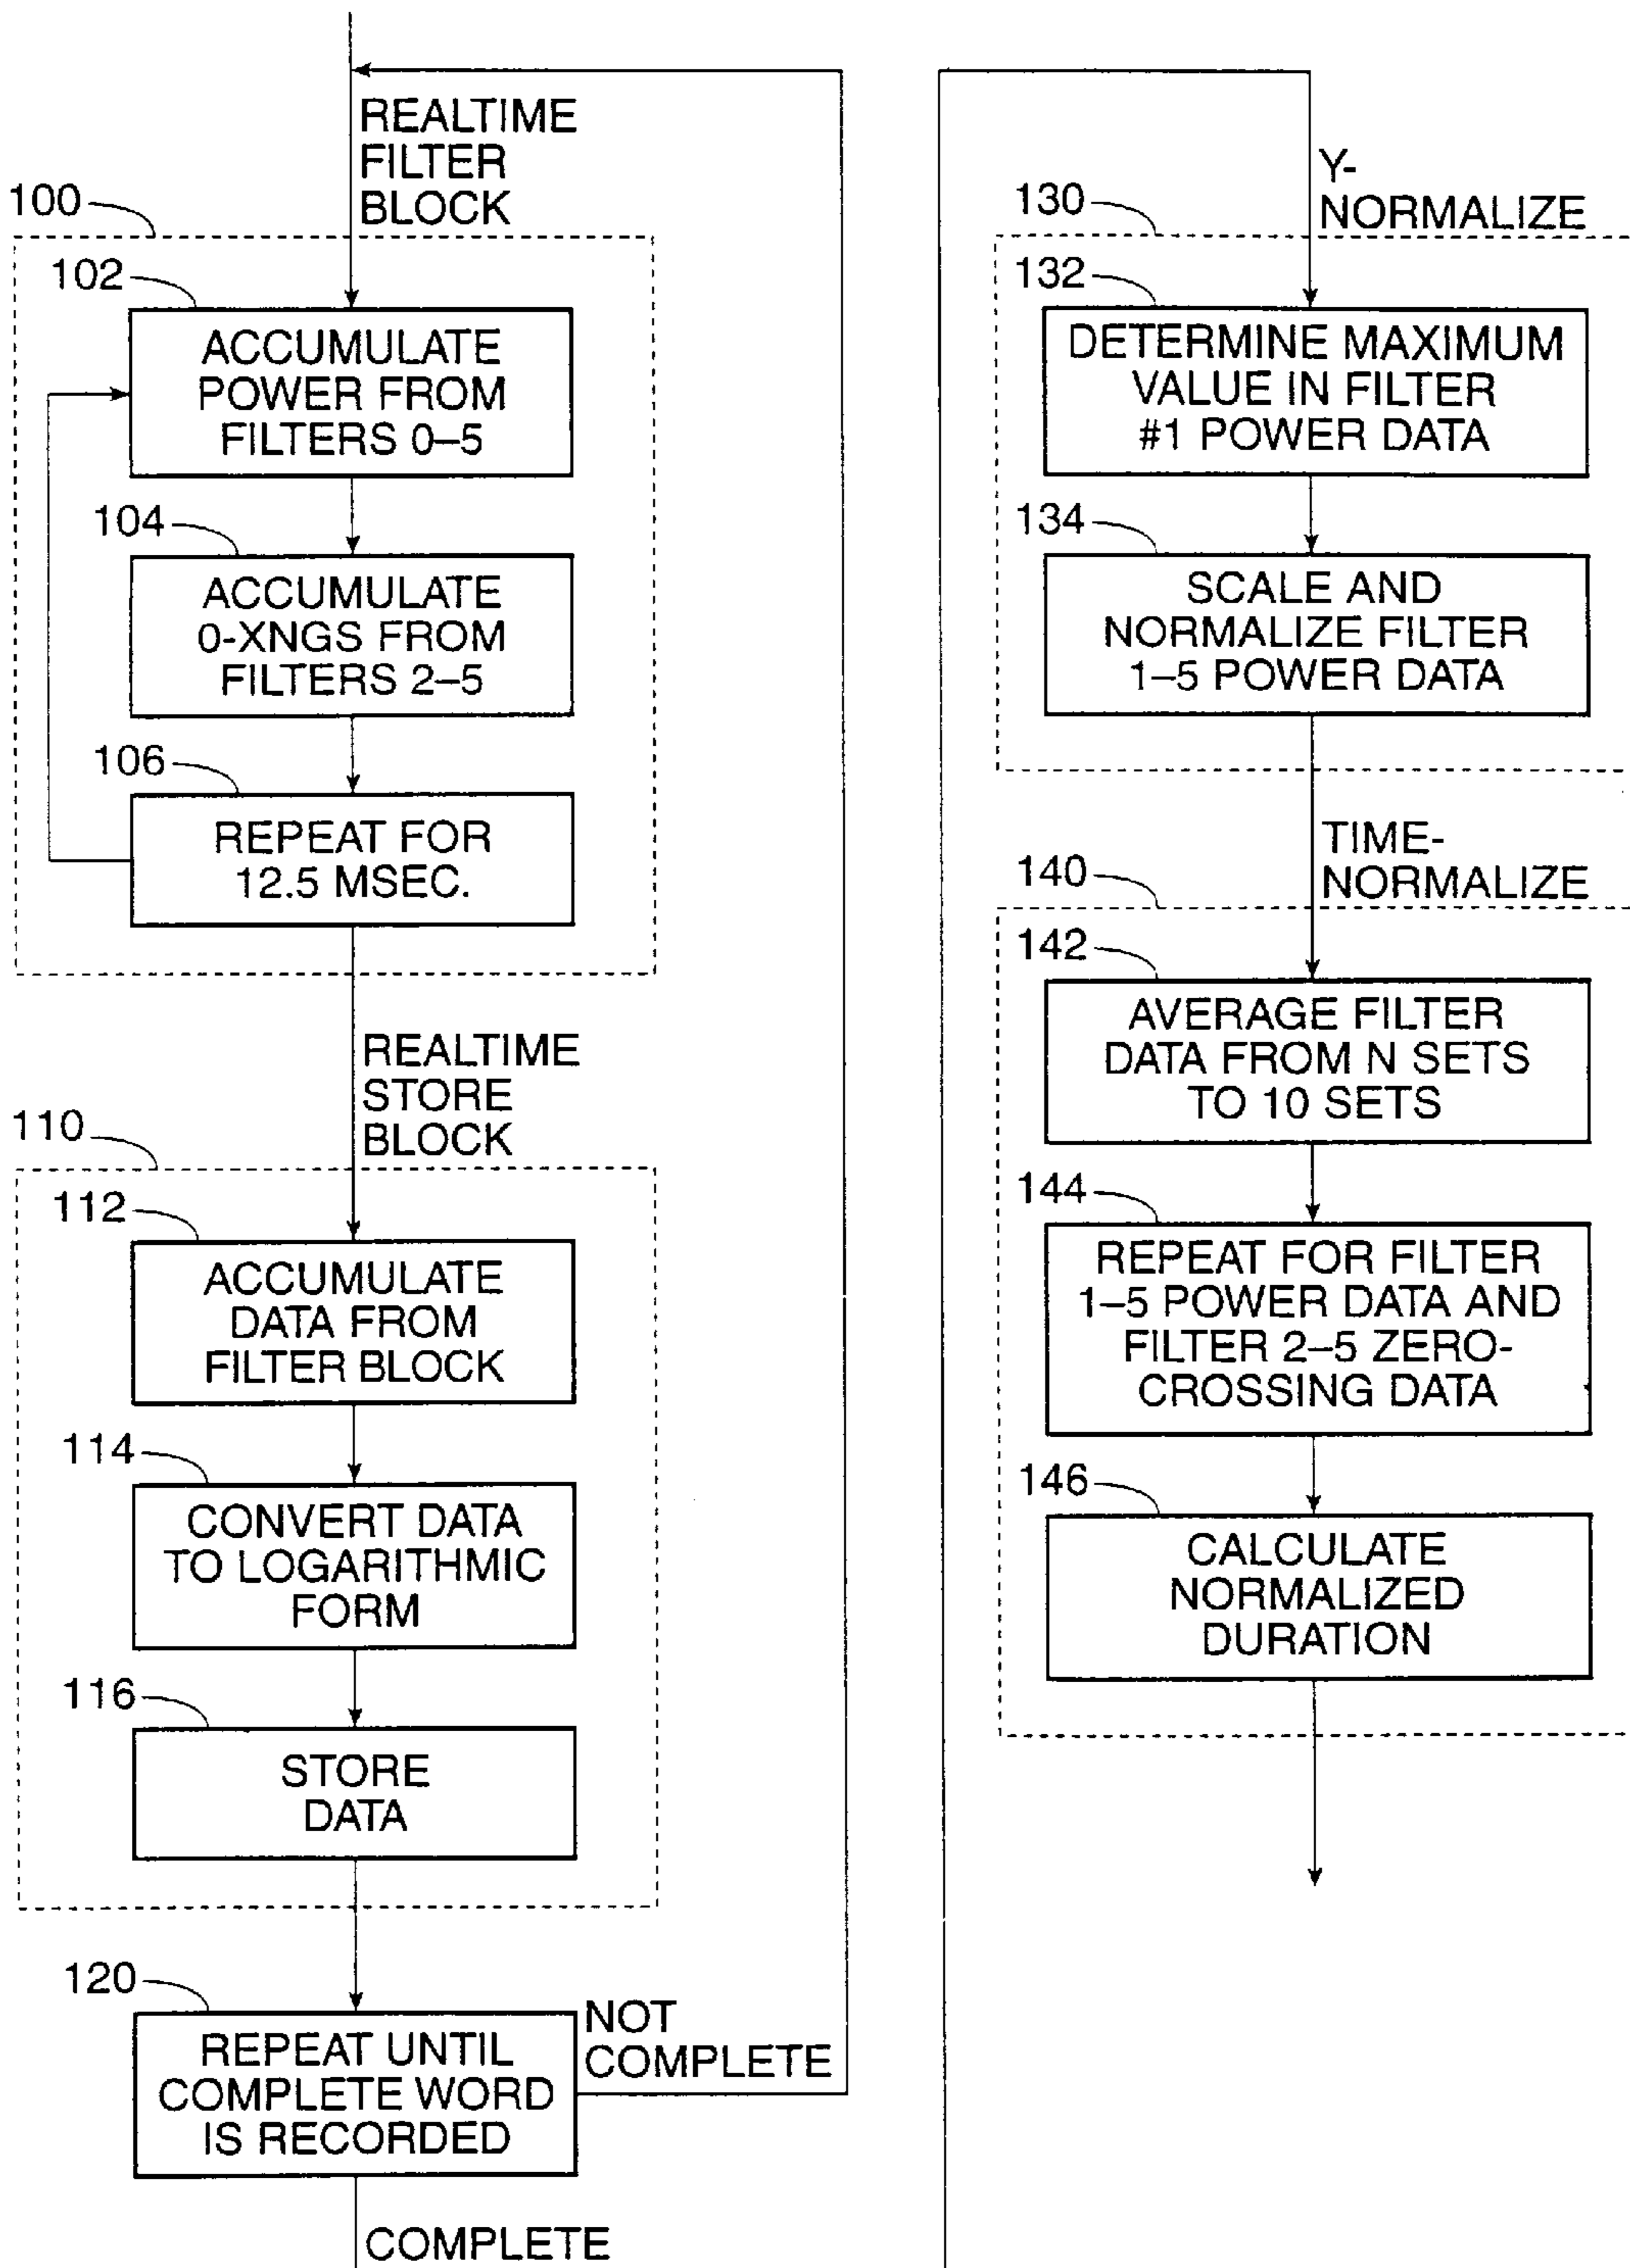 REALTIME
FILTER
BLOCK
100
102
ACCUMULATE
POWER FROM
FILTERS 0–5
104
ACCUMULATE
0-XNGS FROM
FILTERS 2–5
106
REPEAT FOR
12.5 MSEC.
REALTIME
STORE
BLOCK
110
112
ACCUMULATE
DATA FROM
FILTER BLOCK
114
CONVERT DATA
TO LOGARITHMIC
FORM
116
STORE
DATA
120
REPEAT UNTIL
COMPLETE WORD
IS RECORDED
NOT
COMPLETE
COMPLETE
Y-
NORMALIZE
130
132
DETERMINE MAXIMUM
VALUE IN FILTER
#1 POWER DATA
134
SCALE AND
NORMALIZE FILTER
1–5 POWER DATA
TIME-
NORMALIZE
140
142
AVERAGE FILTER
DATA FROM N SETS
TO 10 SETS
144
REPEAT FOR FILTER
1–5 POWER DATA AND
FILTER 2–5 ZERO-
CROSSING DATA
146
CALCULATE
NORMALIZED
DURATION